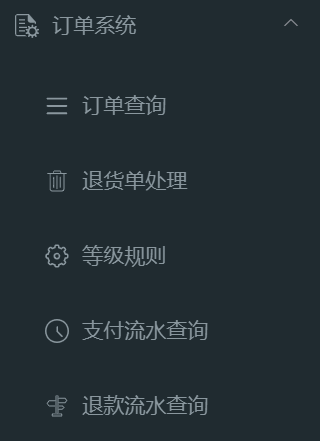 订单系统
订单查询
退货单处理
等级规则
支付流水查询
退款流水查询